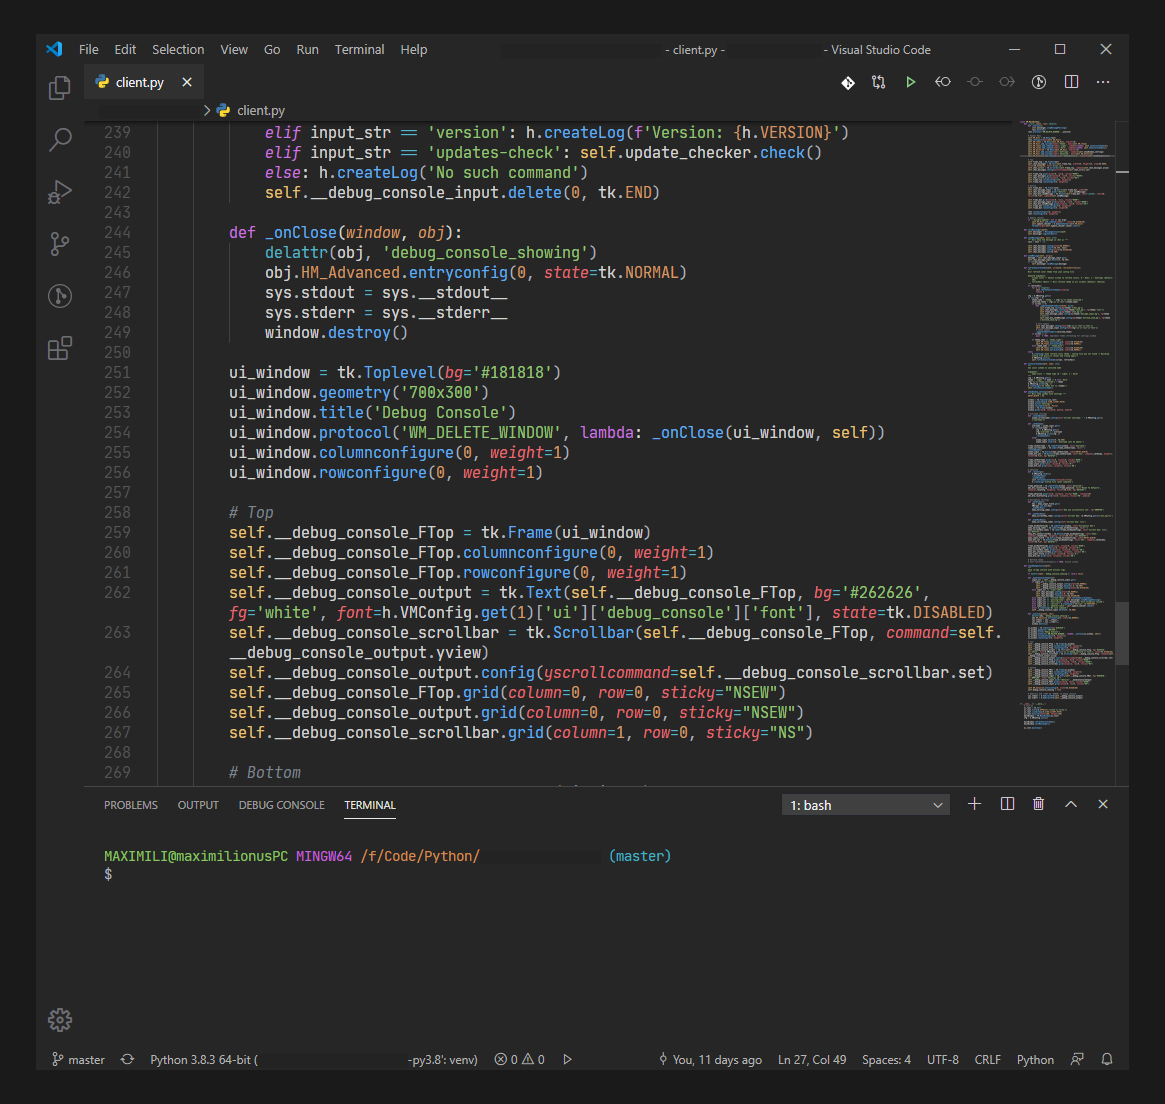 File Edit Selection View Go Run Terminal Help - client.py - - Visual Studio Code
client.py
client.py
239 elif input_str == 'version': h.createLog(f'Version: {h.VERSION}')
240 elif input_str == 'updates-check': self.update_checker.check()
241 else: h.createLog('No such command')
242 self.__debug_console_input.delete(0, tk.END)
243
244 def _onClose(window, obj):
245 delattr(obj, 'debug_console_showing')
246 obj.HM_Advanced.entryconfig(0, state=tk.NORMAL)
247 sys.stdout = sys.__stdout__
248 sys.stderr = sys.__stderr__
249 window.destroy()
250
251 ui_window = tk.Toplevel(bg='#181818')
252 ui_window.geometry('700x300')
253 ui_window.title('Debug Console')
254 ui_window.protocol('WM_DELETE_WINDOW', lambda: _onClose(ui_window, self))
255 ui_window.columnconfigure(0, weight=1)
256 ui_window.rowconfigure(0, weight=1)
257
258 # Top
259 self.__debug_console_FTop = tk.Frame(ui_window)
260 self.__debug_console_FTop.columnconfigure(0, weight=1)
261 self.__debug_console_FTop.rowconfigure(0, weight=1)
262 self.__debug_console_output = tk.Text(self.__debug_console_FTop, bg='#262626',
fg='white', font=h.VMConfig.get(1)['ui']['debug_console']['font'], state=tk.DISABLED)
263 self.__debug_console_scrollbar = tk.Scrollbar(self.__debug_console_FTop, command=self.
__debug_console_output.yview)
264 self.__debug_console_output.config(yscrollcommand=self.__debug_console_scrollbar.set)
265 self.__debug_console_FTop.grid(column=0, row=0, sticky="NSEW")
266 self.__debug_console_output.grid(column=0, row=0, sticky="NSEW")
267 self.__debug_console_scrollbar.grid(column=1, row=0, sticky="NS")
268
269 # Bottom
PROBLEMS OUTPUT DEBUG CONSOLE TERMINAL 1: bash
MAXIMILI@maximilionusPC MINGW64 /f/Code/Python/ (master)
$
master Python 3.8.3 64-bit ( -py3.8': venv) 0 0 You, 11 days ago Ln 27, Col 49 Spaces: 4 UTF-8 CRLF Python